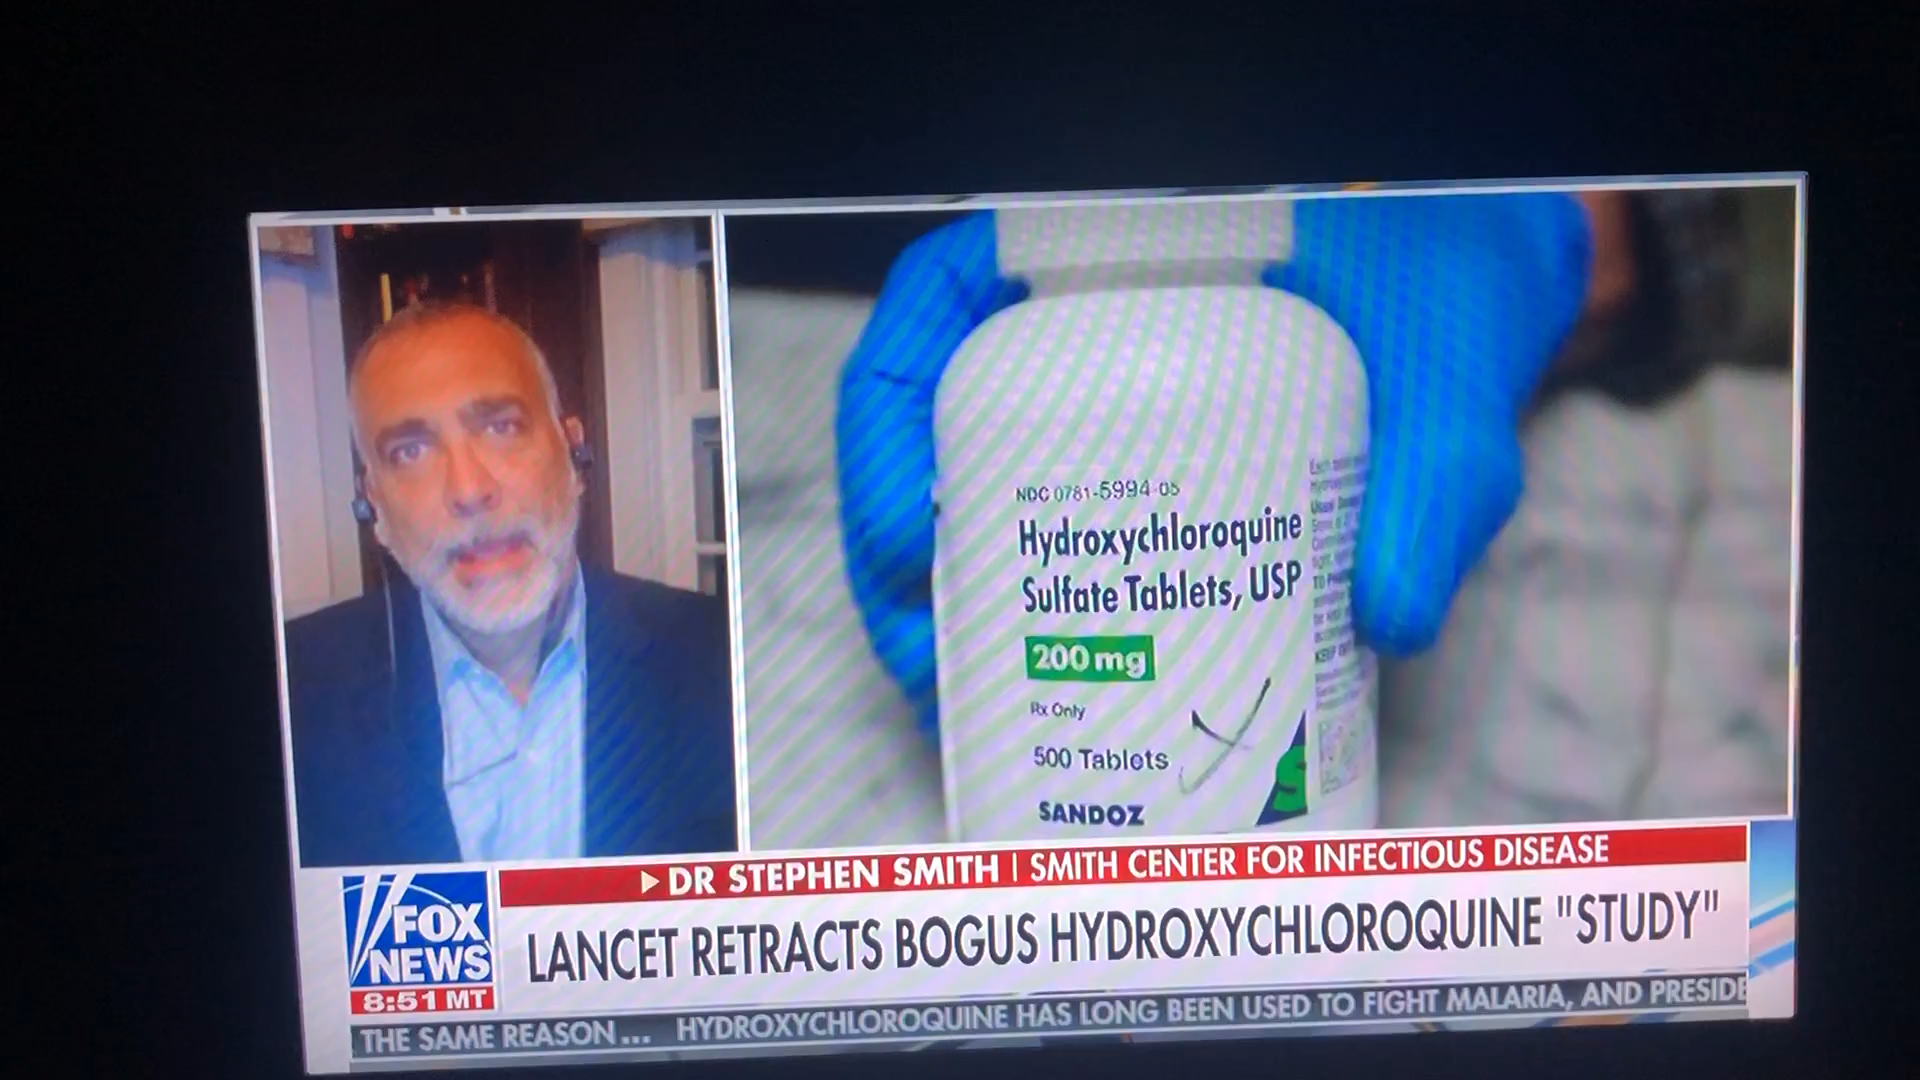 NDC 0781-5994-05
Hydroxychloroquine
Sulfate Tablets, USP
200 mg
Rx Only
500 Tablets
SANDOZ
S
DR STEPHEN SMITH | SMITH CENTER FOR INFECTIOUS DISEASE
FOX
NEWS
8:51 MT
LANCET RETRACTS BOGUS HYDROXYCHLOROQUINE "STUDY"
THE SAME REASON... HYDROXYCHLOROQUINE HAS LONG BEEN USED TO FIGHT MALARIA, AND PRESIDE